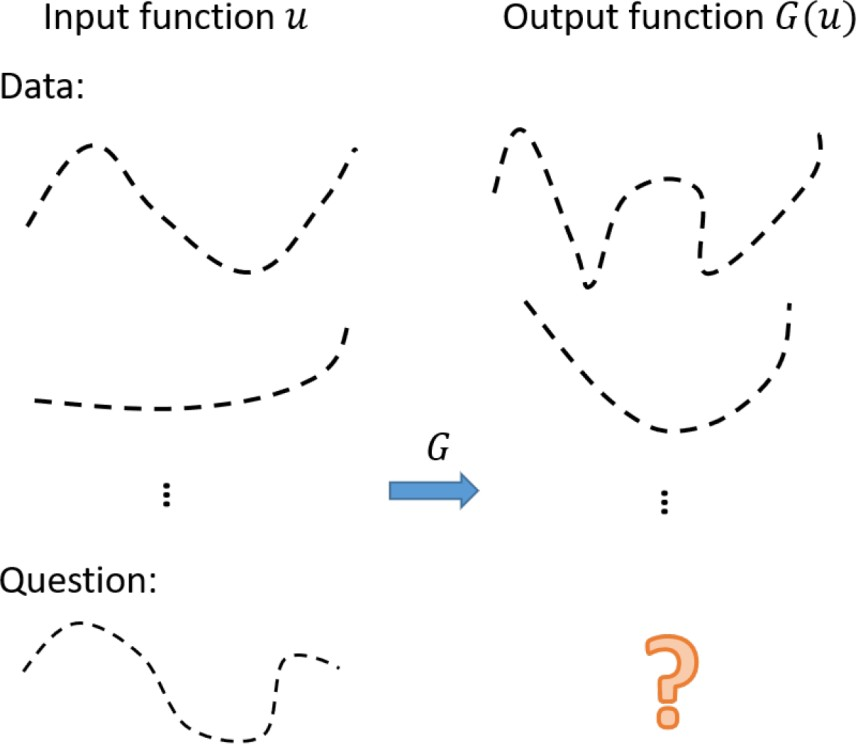 Input function 𝑢
Output function 𝐺(𝑢)
Data:
𝐺
Question:
?